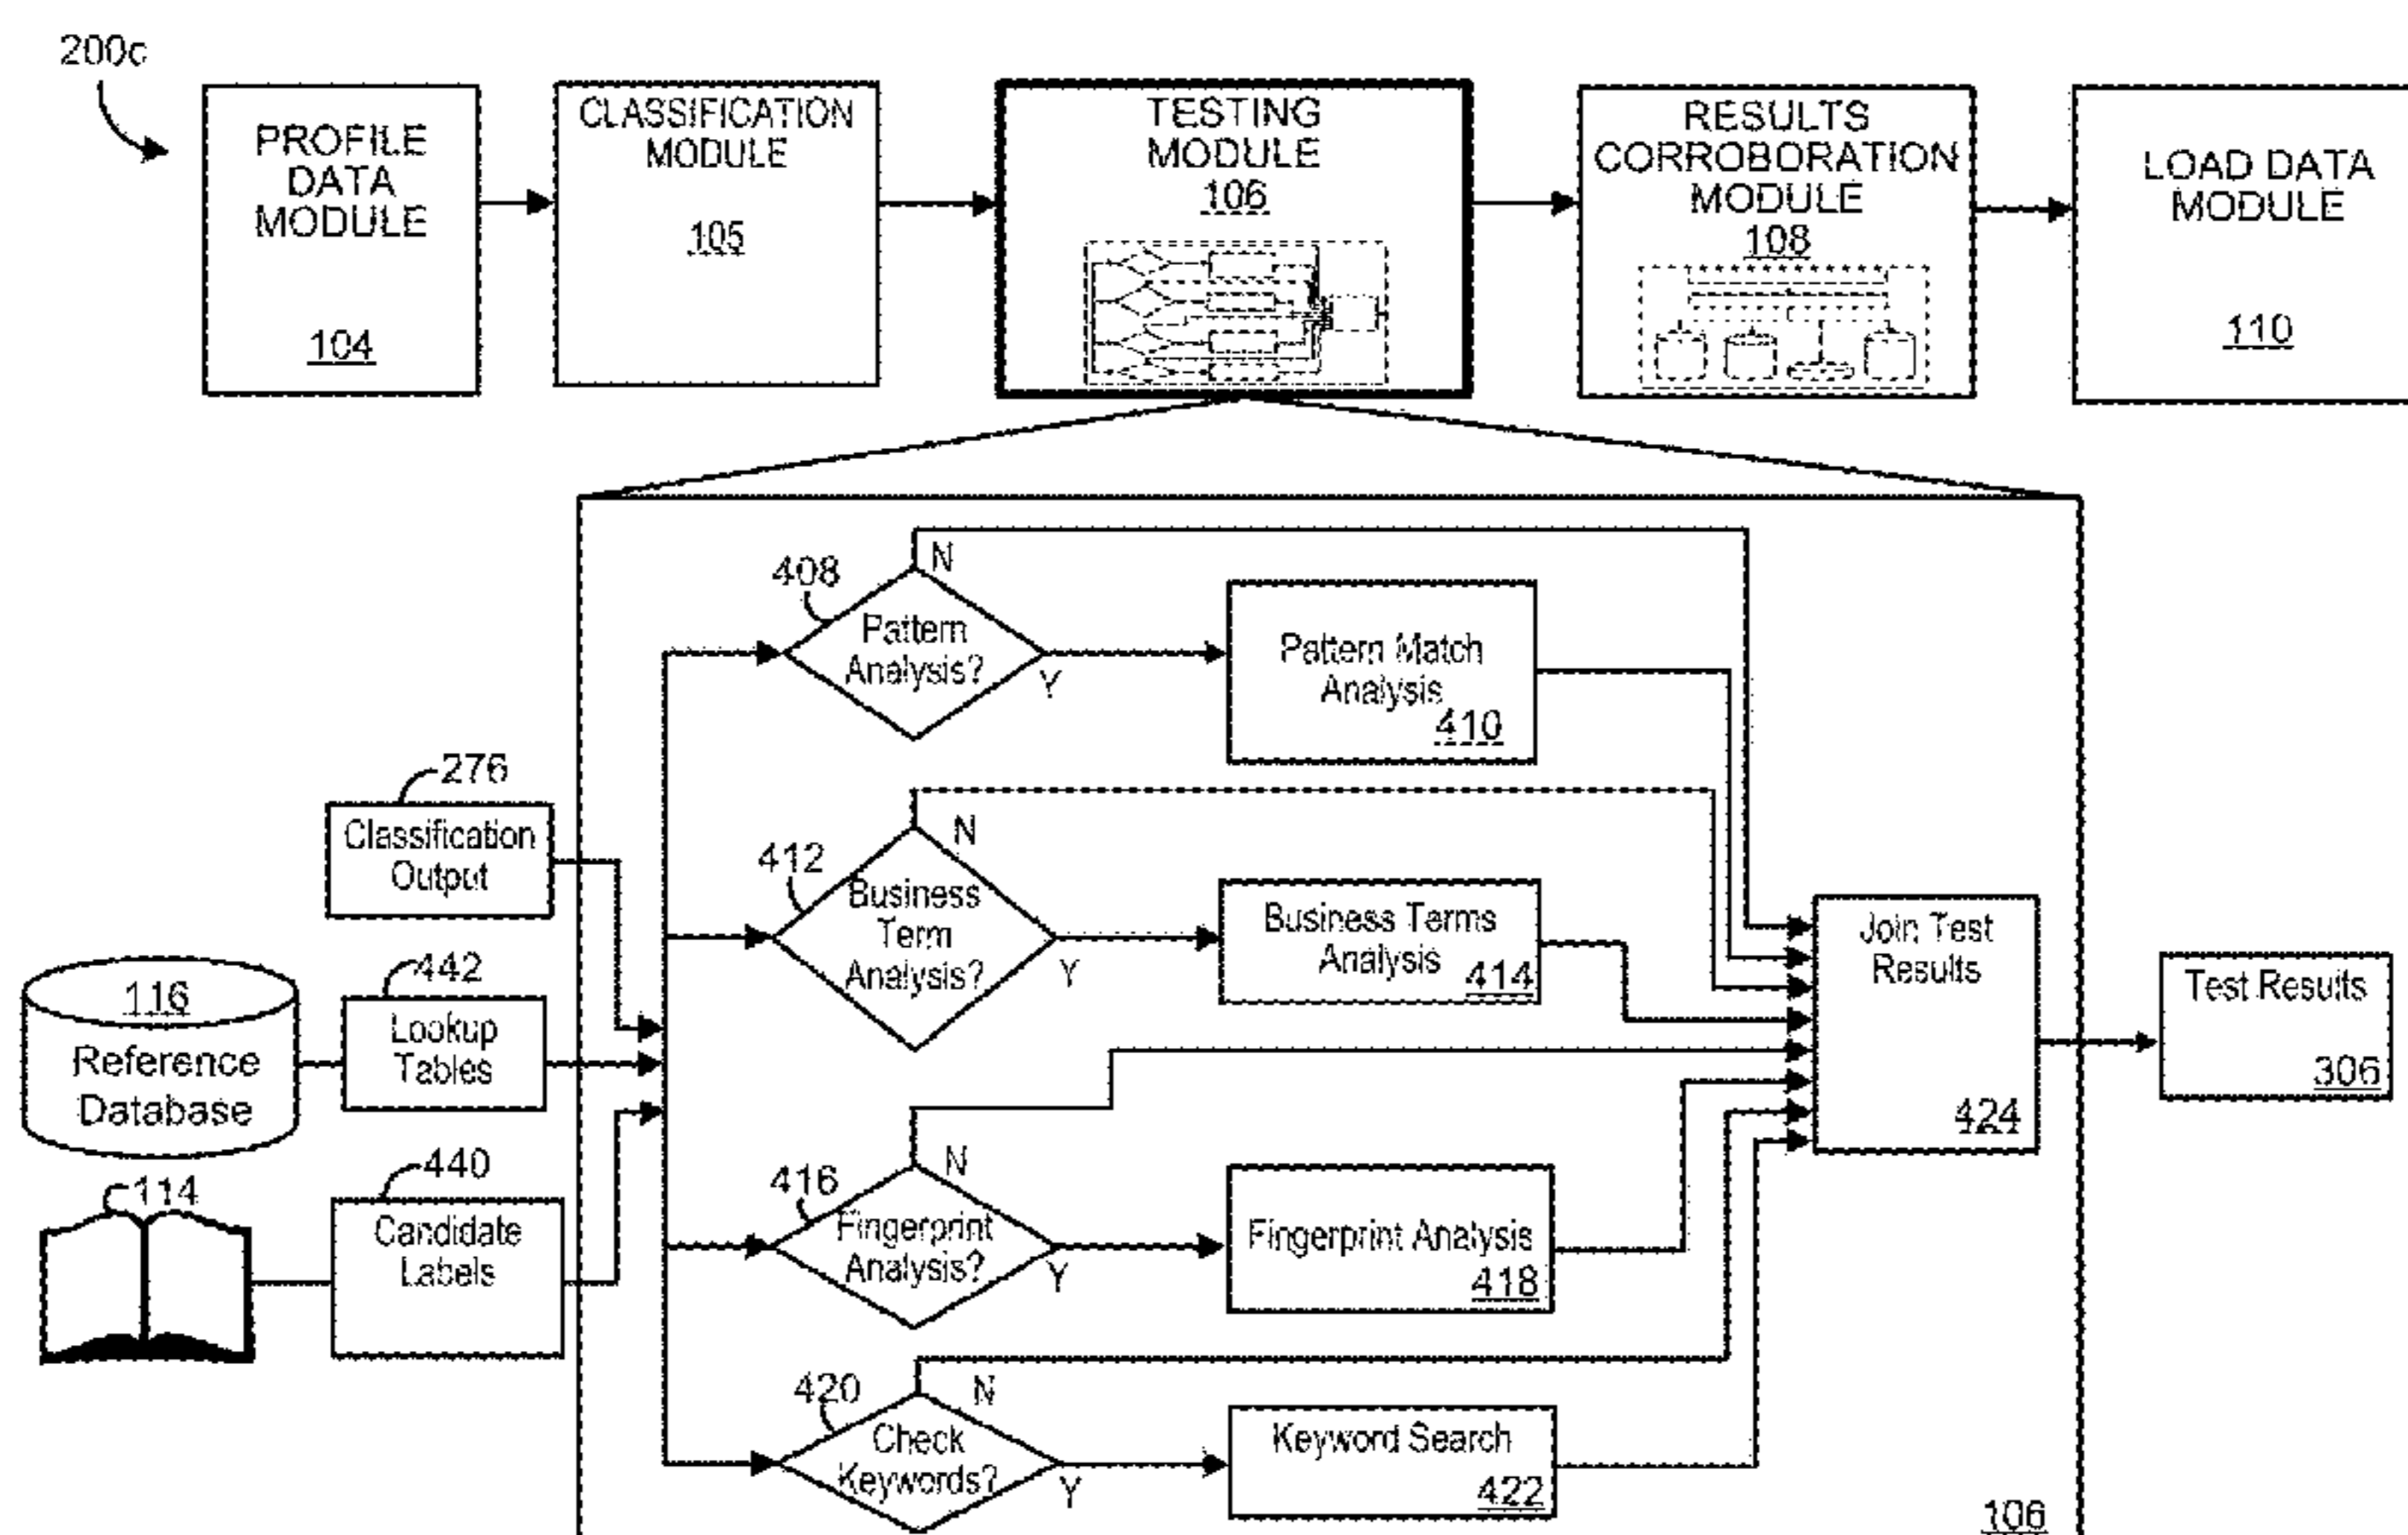 200c
PROFILE
DATA
MODULE
104
CLASSIFICATION
MODULE
105
TESTING
MODULE
106
RESULTS
CORROBORATION
MODULE
108
LOAD DATA
MODULE
110
408
N
Pattern
Analysis?
Y
Pattern Match
Analysis
410
276
Classification
Output
412
N
Business
Term
Analysis?
Y
Business Terms
Analysis
414
Join Test
Results
424
Test Results
306
116
Reference
Database
442
Lookup
Tables
114
440
Candidate
Labels
416
N
Fingerprint
Analysis?
Y
Fingerprint Analysis
418
420
N
Check
Keywords?
Y
Keyword Search
422
106